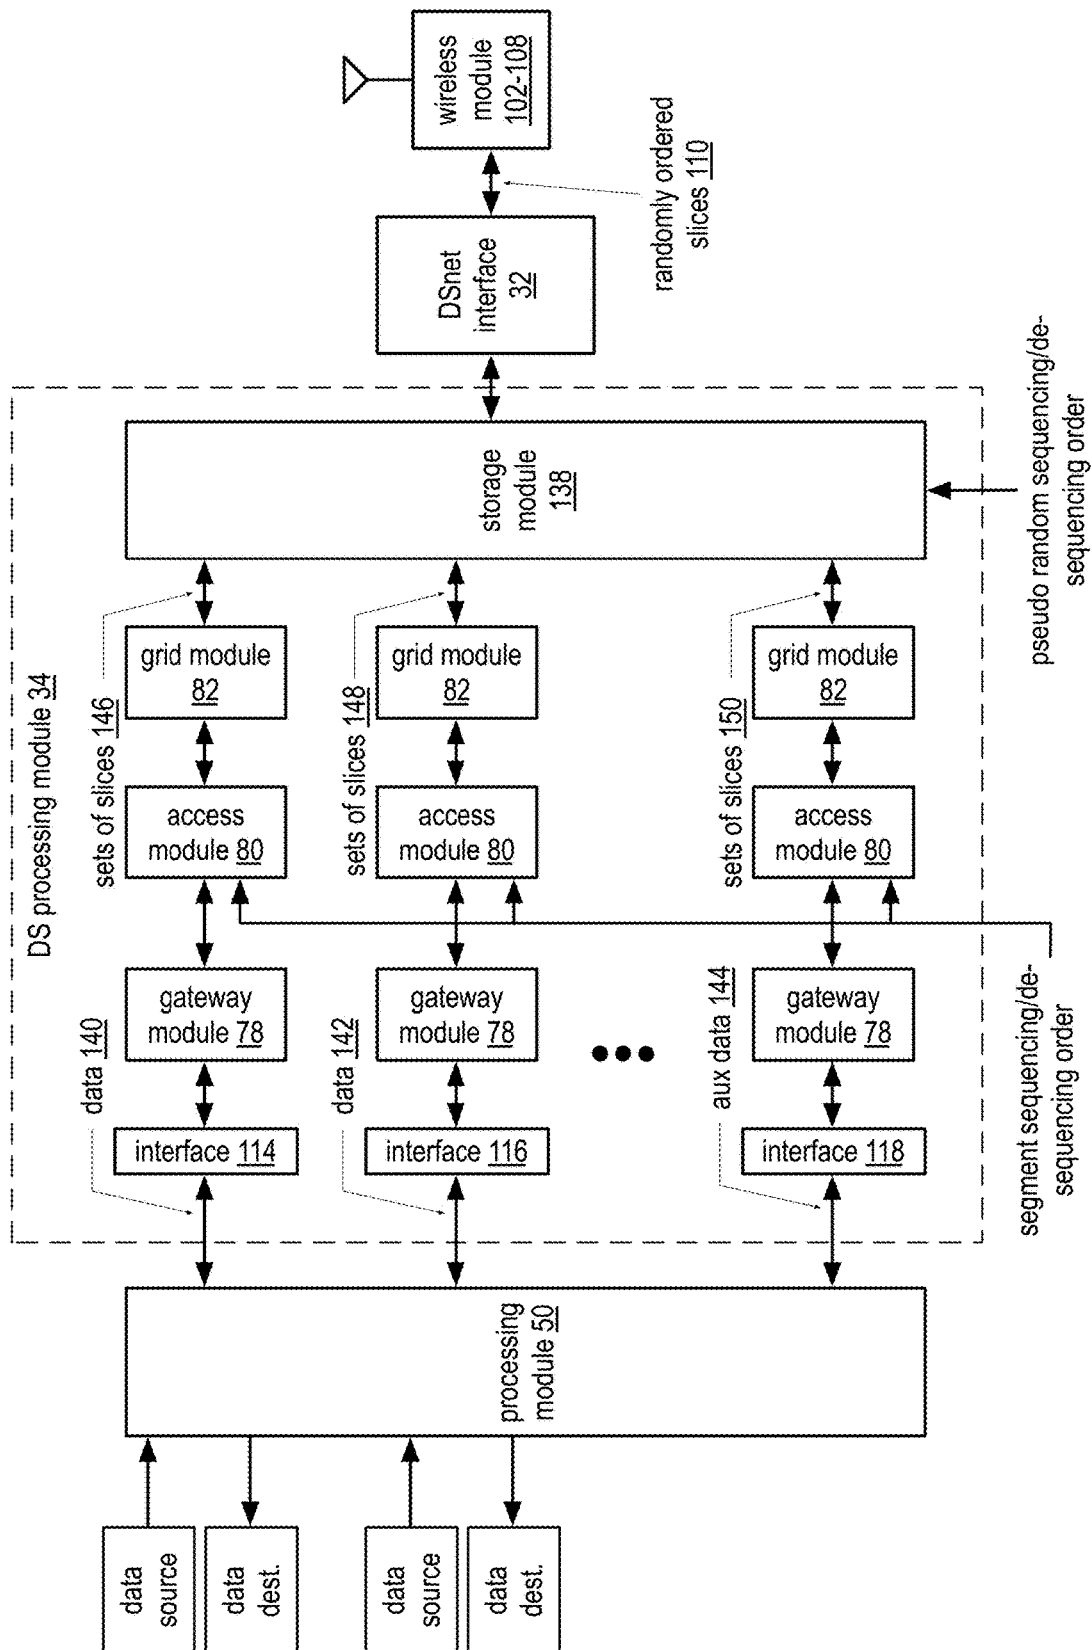 data
source
data
dest.
data
source
data
dest.
processing
module 50
DS processing module 34
data 140
interface 114
gateway
module 78
access
module 80
sets of slices 146
grid module
82
data 142
interface 116
gateway
module 78
access
module 80
sets of slices 148
grid module
82
aux data 144
interface 118
gateway
module 78
access
module 80
sets of slices 150
grid module
82
storage
module
138
DSnet
interface
32
wireless
module
102-108
randomly ordered
slices 110
segment sequencing/de-
sequencing order
pseudo random sequencing/de-
sequencing order